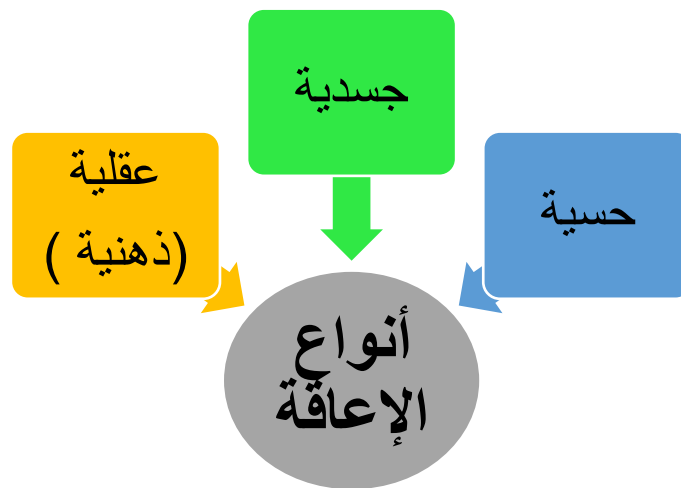 جسدية
حسية
عقلية
(ذهنية )
أنواع
الإعاقة